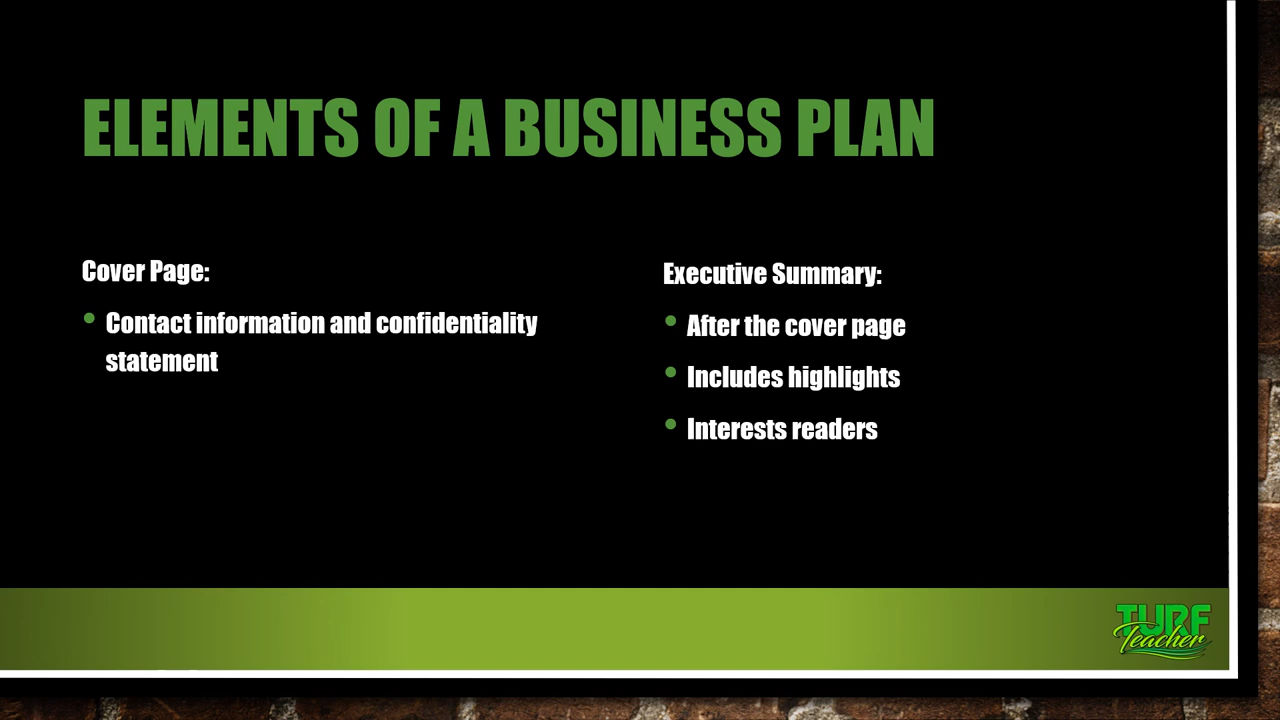 ELEMENTS OF A BUSINESS PLAN
Cover Page:
• Contact information and confidentiality
statement
Executive Summary:
• After the cover page
• Includes highlights
• Interests readers
TURF
Teacher